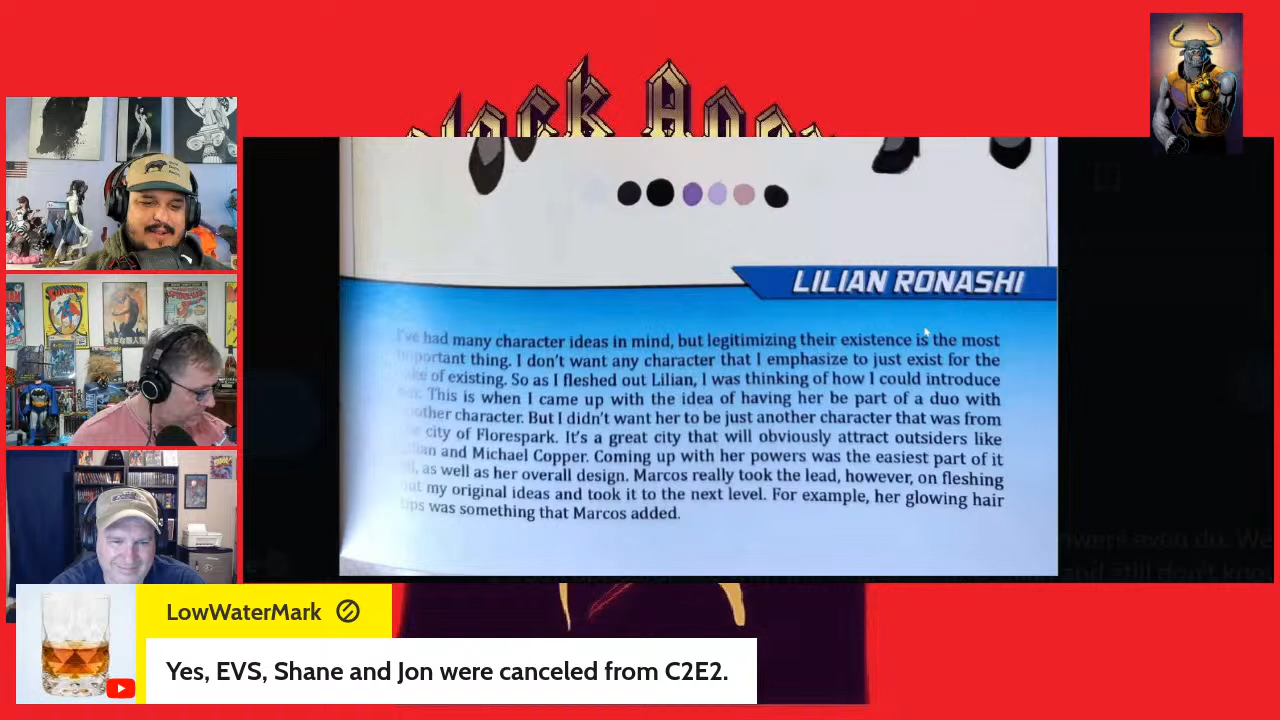 LILIAN RONASHI
I've had many character ideas in mind, but legitimizing their existence is the most
important thing. I don't want any character that I emphasize to just exist for the
of existing. So as I fleshed out Lilian, I was thinking of how I could introduce
This is when I came up with the idea of having her be part of a duo with
character. But I didn't want her to be just another character that was from
city of Florespark. It's a great city that will obviously attract outsiders like
and Michael Copper. Coming up with her powers was the easiest part of it
as well as her overall design. Marcos really took the lead, however, on fleshing
my original ideas and took it to the next level. For example, her glowing hair
was something that Marcos added.
LowWaterMark
Yes, EVS, Shane and Jon were canceled from C2E2.